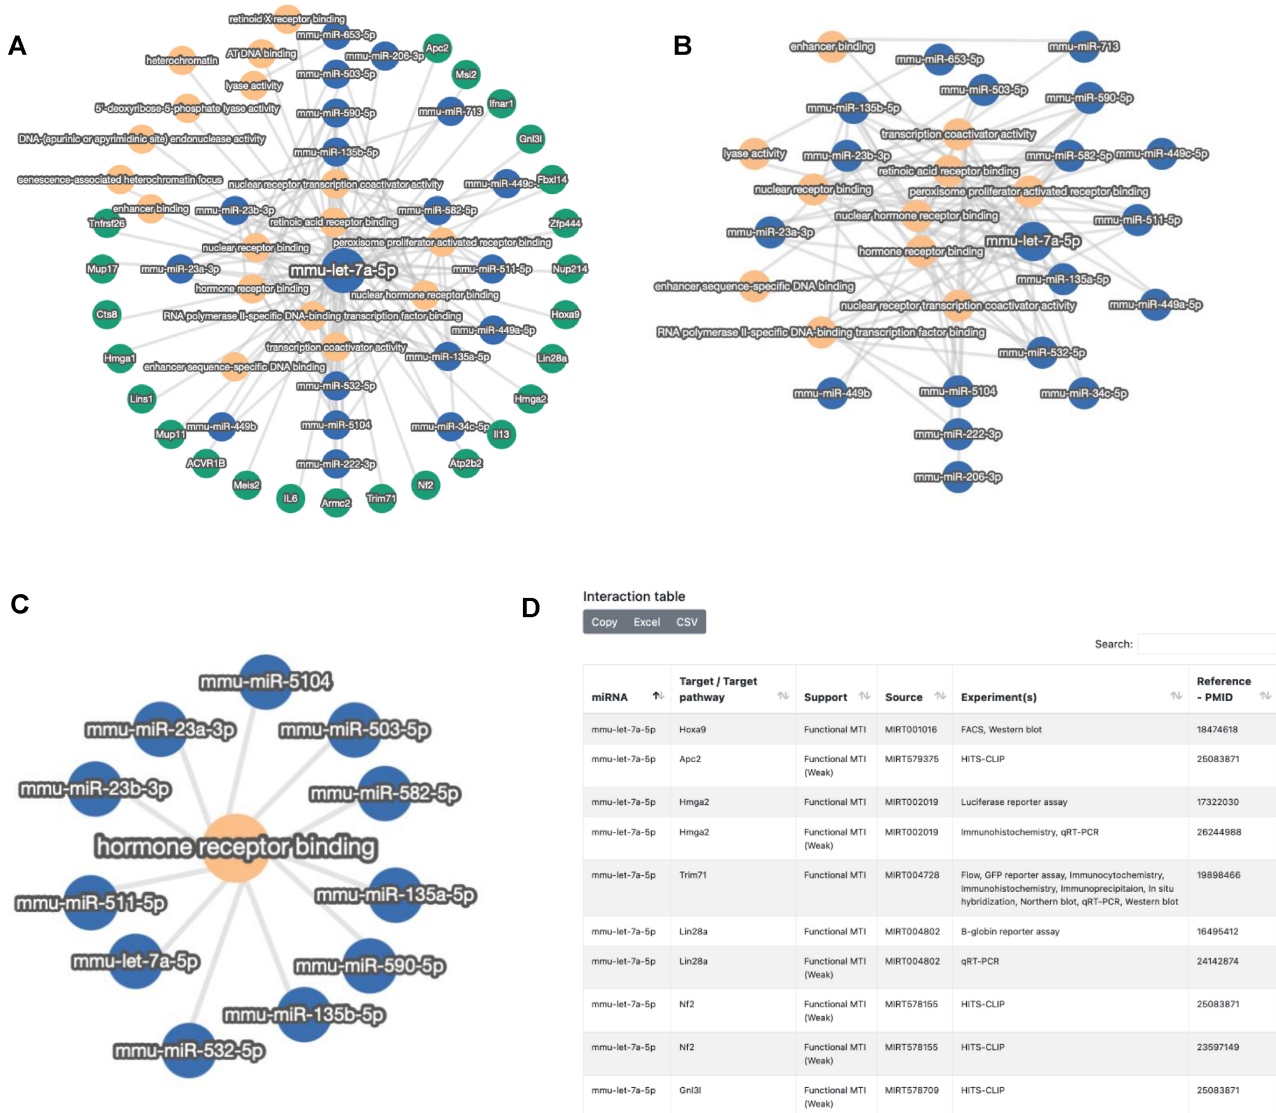 A
retinoid X receptor binding
mmu-miR-653-5p
AT DNA binding
mmu-miR-206-3p
Apc2
heterochromatin
mmu-miR-503-5p
Msi2
lyase activity
5'-deoxyribose-5-phosphate lyase activity
mmu-miR-590-5p
mmu-miR-713
Ifnar1
DNA-(apurinic or apyrimidinic site) endonuclease activity
Gnl3l
mmu-miR-135b-5p
senescence-associated heterochromatin focus
nuclear receptor transcription coactivator activity
mmu-miR-449c-
Fbxl14
enhancer binding
mmu-miR-23b-3p
mmu-miR-582-5p
Tnfrsf26
retinoic acid receptor binding
Zfp444
nuclear receptor binding
peroxisome proliferator activated receptor binding
Mup17
mmu-miR-23a-3p
mmu-let-7a-5p
mmu-miR-511-5p
Nup214
hormone receptor binding
nuclear hormone receptor binding
Cts8
RNA polymerase II-specific DNA-binding transcription factor binding
Hoxa9
mmu-miR-449a-5p
Hmga1
transcription coactivator activity
mmu-miR-135a-5p
Lin28a
enhancer sequence-specific DNA binding
mmu-miR-532-5p
Lins1
Hmga2
Mup11
mmu-miR-449b
mmu-miR-5104
mmu-miR-34c-5p
Il13
ACVR1B
mmu-miR-222-3p
Atp2b2
Meis2
IL6
Armc2
Trim71
Nf2
B
enhancer binding
mmu-miR-713
mmu-miR-653-5p
mmu-miR-503-5p
mmu-miR-590-5p
mmu-miR-135b-5p
transcription coactivator activity
lyase activity
mmu-miR-23b-3p
mmu-miR-582-5p
mmu-miR-449c-5p
retinoic acid receptor binding
nuclear receptor binding
peroxisome proliferator activated receptor binding
nuclear hormone receptor binding
mmu-miR-511-5p
mmu-miR-23a-3p
mmu-let-7a-5p
hormone receptor binding
enhancer sequence-specific DNA binding
mmu-miR-135a-5p
nuclear receptor transcription coactivator activity
mmu-miR-449a-5p
RNA polymerase II-specific DNA-binding transcription factor binding
mmu-miR-532-5p
mmu-miR-449b
mmu-miR-5104
mmu-miR-34c-5p
mmu-miR-222-3p
mmu-miR-206-3p
C
mmu-miR-5104
mmu-miR-23a-3p
mmu-miR-503-5p
mmu-miR-23b-3p
mmu-miR-582-5p
hormone receptor binding
mmu-miR-135a-5p
mmu-miR-511-5p
mmu-let-7a-5p
mmu-miR-590-5p
mmu-miR-135b-5p
mmu-miR-532-5p
D
Interaction table
Copy Excel CSV
Search:
miRNA Target / Target pathway Support Source Experiment(s) Reference - PMID
mmu-let-7a-5p Hoxa9 Functional MTI MIRT001016 FACS, Western blot 18474618
mmu-let-7a-5p Apc2 Functional MTI (Weak) MIRT579375 HITS-CLIP 25083871
mmu-let-7a-5p Hmga2 Functional MTI MIRT002019 Luciferase reporter assay 17322030
mmu-let-7a-5p Hmga2 Functional MTI (Weak) MIRT002019 Immunohistochemistry, qRT-PCR 26244988
mmu-let-7a-5p Trim71 Functional MTI MIRT004728 Flow, GFP reporter assay, Immunocytochemistry, Immunohistochemistry, Immunoprecipitaion, In situ hybridization, Northern blot, qRT-PCR, Western blot 19898466
mmu-let-7a-5p Lin28a Functional MTI MIRT004802 B-globin reporter assay 16495412
mmu-let-7a-5p Lin28a Functional MTI (Weak) MIRT004802 qRT-PCR 24142874
mmu-let-7a-5p Nf2 Functional MTI (Weak) MIRT578155 HITS-CLIP 25083871
mmu-let-7a-5p Nf2 Functional MTI (Weak) MIRT578155 HITS-CLIP 23597149
mmu-let-7a-5p Gnl3l Functional MTI (Weak) MIRT578709 HITS-CLIP 25083871